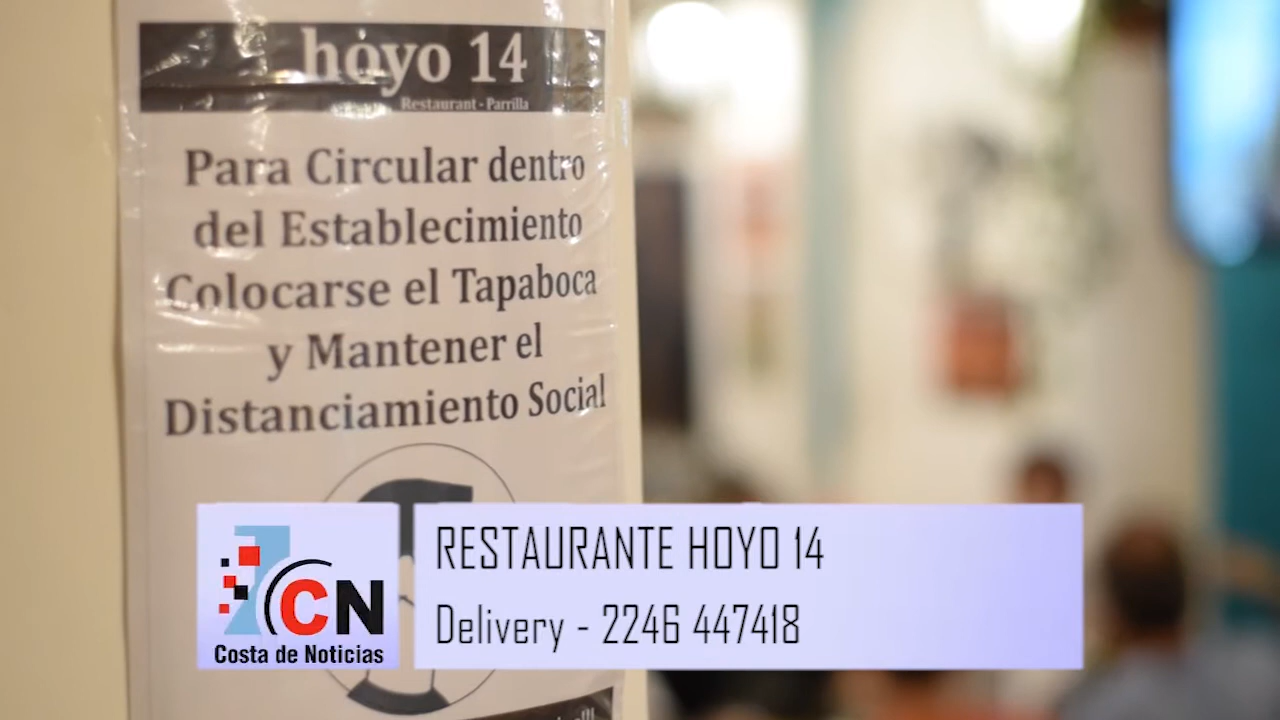 hoyo 14
Restaurant - Parrilla
Para Circular dentro
del Establecimiento
Colocarse el Tapaboca
y Mantener el
Distanciamiento Social
RESTAURANTE HOYO 14
Delivery - 2246 447418
7
CN
Costa de Noticias